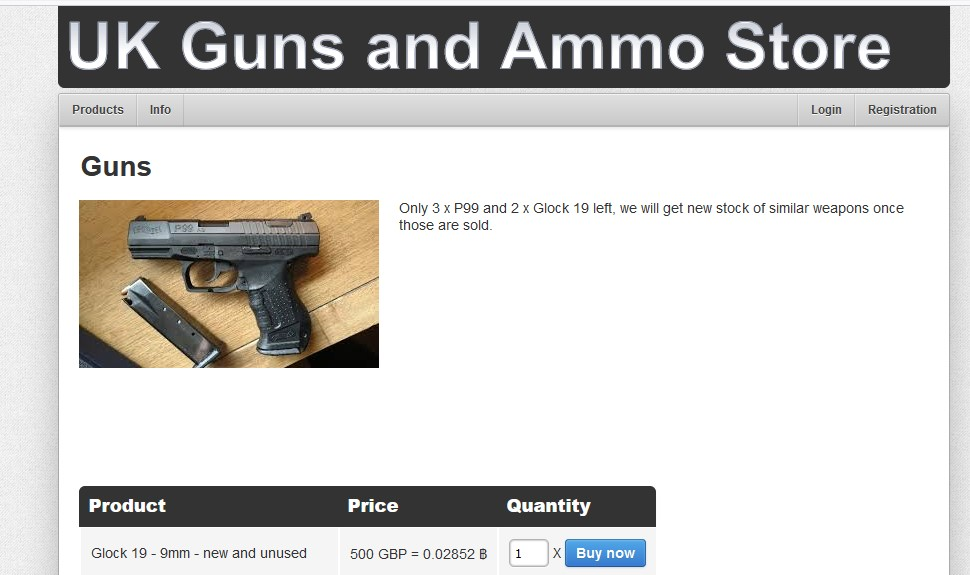 UK Guns and Ammo Store
Products Info Login Registration
Guns
Only 3 x P99 and 2 x Glock 19 left, we will get new stock of similar weapons once
those are sold.
P99
Product Price Quantity
Glock 19 - 9mm - new and unused 500 GBP = 0.02852 ฿ 1 X Buy now